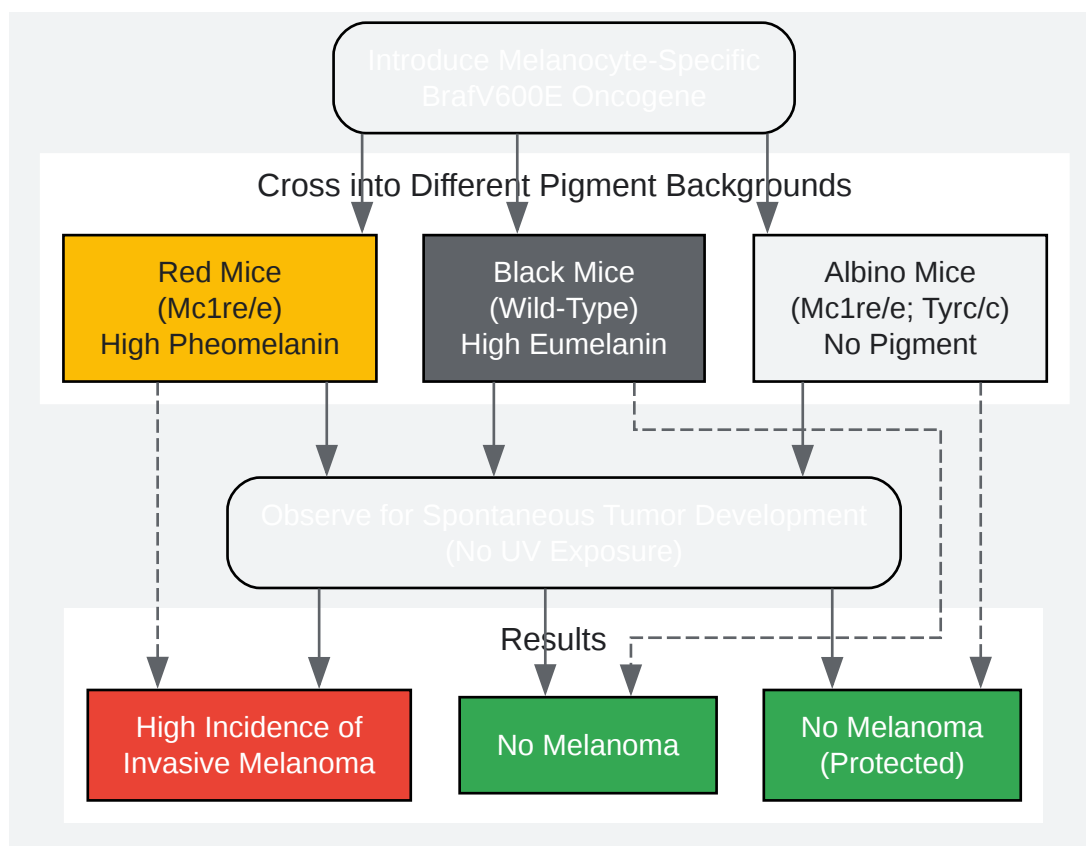 Introduce Melanocyte-Specific
BrafV600E Oncogene
Cross into Different Pigment Backgrounds
Red Mice
(Mc1re/e)
High Pheomelanin
Black Mice
(Wild-Type)
High Eumelanin
Albino Mice
(Mc1re/e; Tyrc/c)
No Pigment
Observe for Spontaneous Tumor Development
(No UV Exposure)
Results
High Incidence of
Invasive Melanoma
No Melanoma
No Melanoma
(Protected)